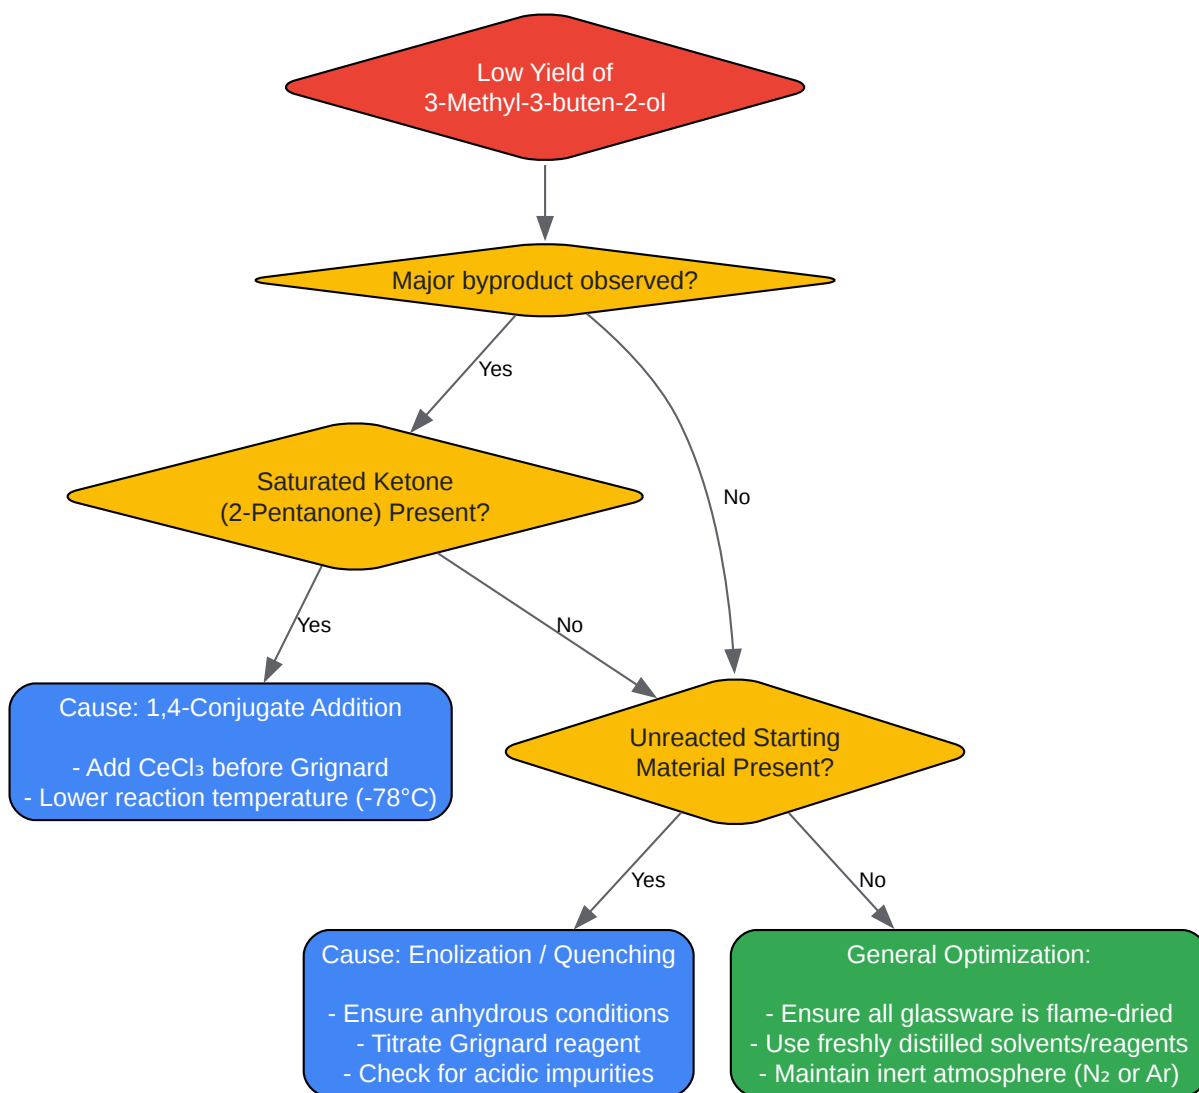 Low Yield of
3-Methyl-3-buten-2-ol
Major byproduct observed?
Yes
No
Saturated Ketone
(2-Pentanone) Present?
Yes
No
Cause: 1,4-Conjugate Addition
- Add CeCl₃ before Grignard
- Lower reaction temperature (-78°C)
Unreacted Starting
Material Present?
Yes
No
Cause: Enolization / Quenching
- Ensure anhydrous conditions
- Titrate Grignard reagent
- Check for acidic impurities
General Optimization:
- Ensure all glassware is flame-dried
- Use freshly distilled solvents/reagents
- Maintain inert atmosphere (N₂ or Ar)